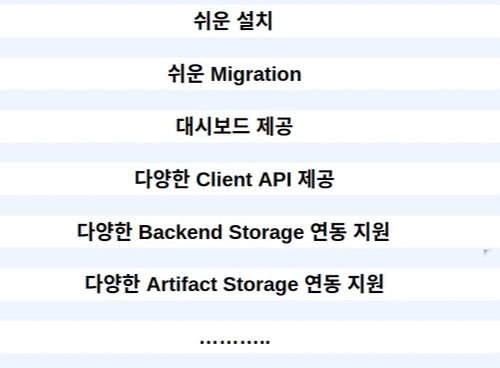 쉬운 설치
쉬운 Migration
대시보드 제공
다양한 Client API 제공
다양한 Backend Storage 연동 지원
다양한 Artifact Storage 연동 지원
………..